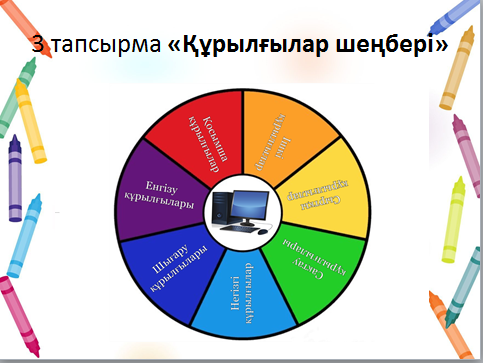 3 тапсырма «Құрылғылар шеңбері»
Қосымша
құрылғылар
Ішкі
құрылғылар
Сыртқы
құрылғылар
Сақтау
құрылғылары
Негізгі
құрылғылар
Шығару
құрылғылары
Енгізу
құрылғылары